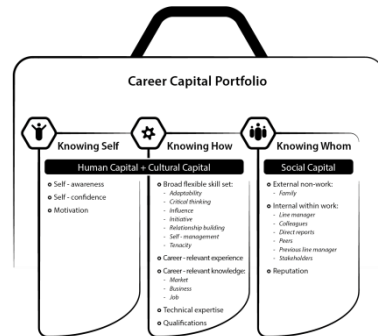 Career Capital Portfolio
Knowing Self
Knowing How
Knowing Whom
Human Capital + Cultural Capital
Social Capital
Self - awareness
Self - confidence
Motivation
Broad flexible skill set:
- Adaptability
- Critical thinking
- Influence
- Initiative
- Relationship building
- Self - management
- Tenacity
Career - relevant experience
Career - relevant knowledge:
- Market
- Business
- Job
Technical expertise
Qualifications
External non-work:
- Family
Internal within work:
- Line manager
- Colleagues
- Direct reports
- Peers
- Previous line manager
- Stakeholders
Reputation